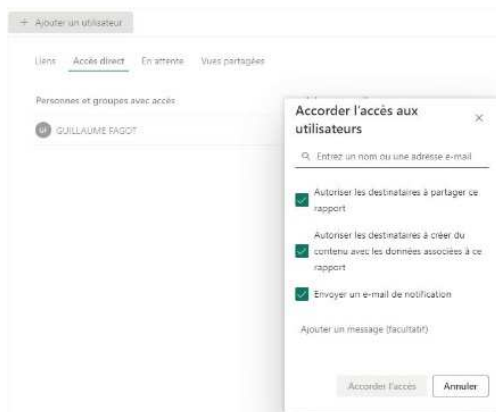 + Ajouter un utilisateur
Liens Accès direct En attente Vues partagées
Personnes et groupes avec accès
GF GUILLAUME FAGOT
Accorder l'accès aux
utilisateurs
Entrez un nom ou une adresse e-mail
Autoriser les destinataires à partager ce
rapport
Autoriser les destinataires à créer du
contenu avec les données associées à ce
rapport
Envoyer un e-mail de notification
Ajouter un message (facultatif)
Accorder l'accès Annuler